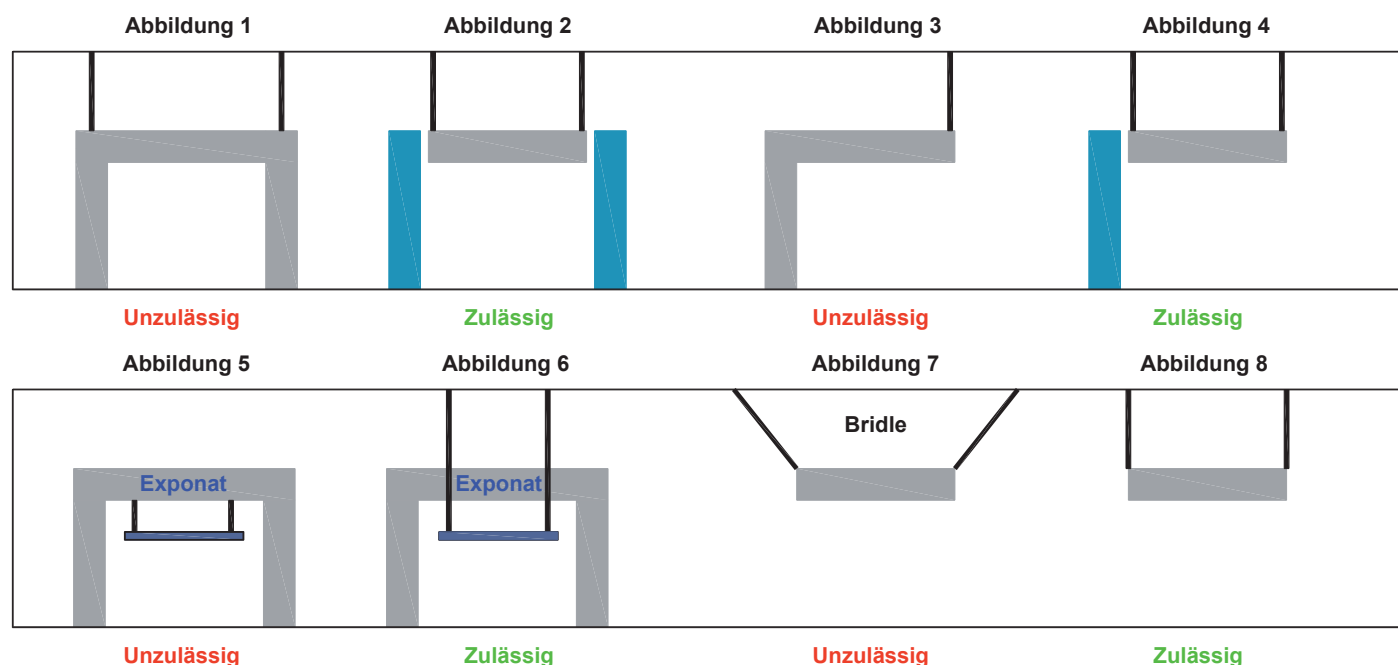 Abbildung 1 Abbildung 2 Abbildung 3 Abbildung 4
Unzulässig Zulässig Unzulässig Zulässig
Abbildung 5 Abbildung 6 Abbildung 7 Abbildung 8
Bridle
Exponat Exponat
Unzulässig Zulässig Unzulässig Zulässig